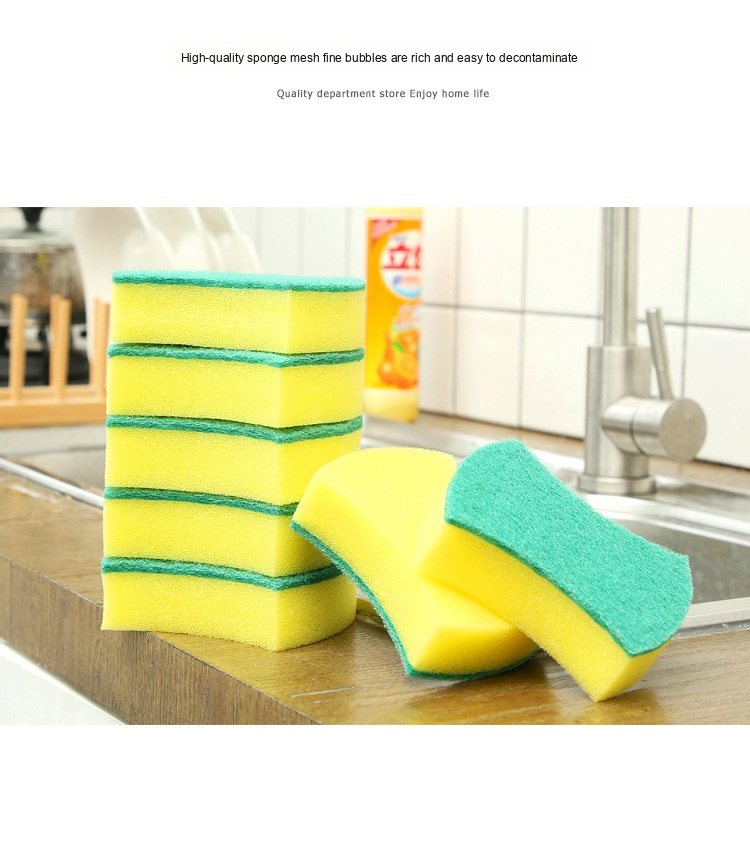 High-quality sponge mesh fine bubbles are rich and easy to decontaminate
Quality department store Enjoy home life
立